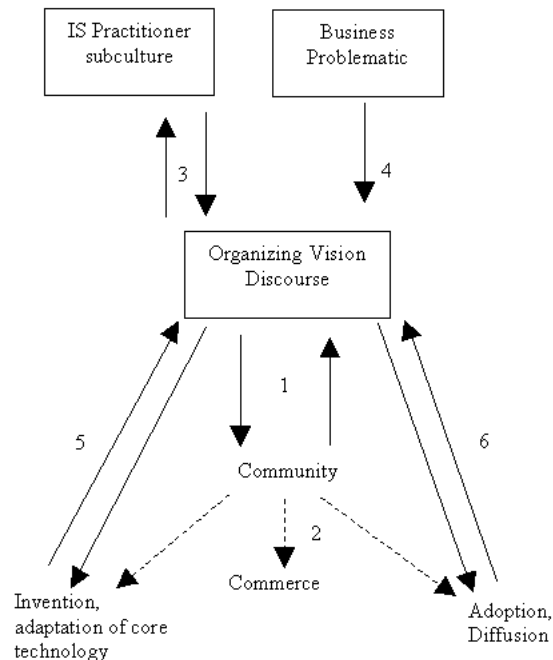 IS Practitioner
subculture
Business
Problematic
3
4
Organizing Vision
Discourse
1
5
6
Community
2
Commerce
Invention,
adaptation of core
technology
Adoption,
Diffusion